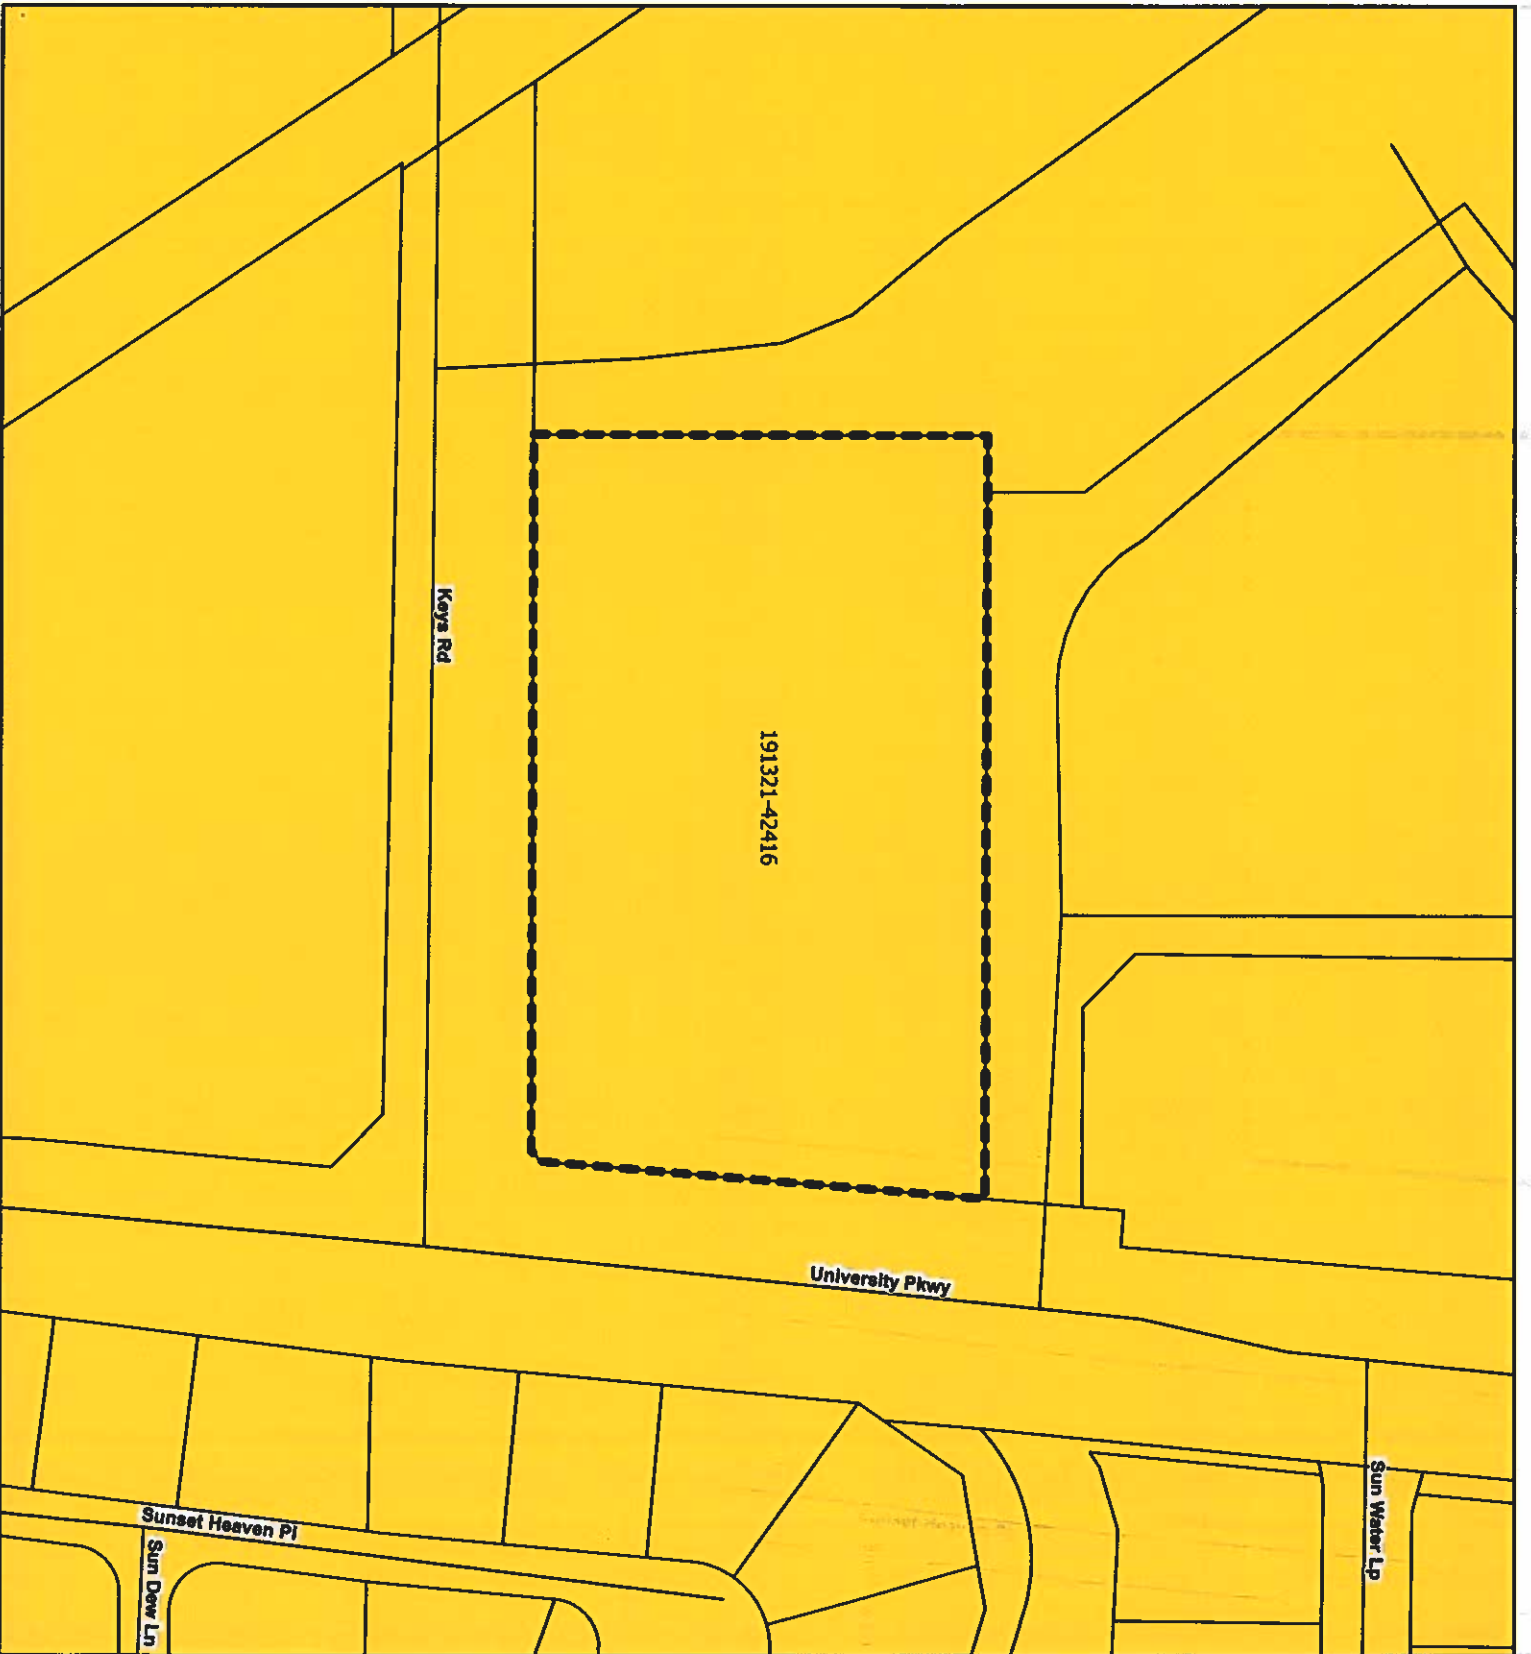 Keys Rd
191321-42416
University Pkwy
Sun Water Lp
Sunset Heaven Pl
Sun Dew Ln